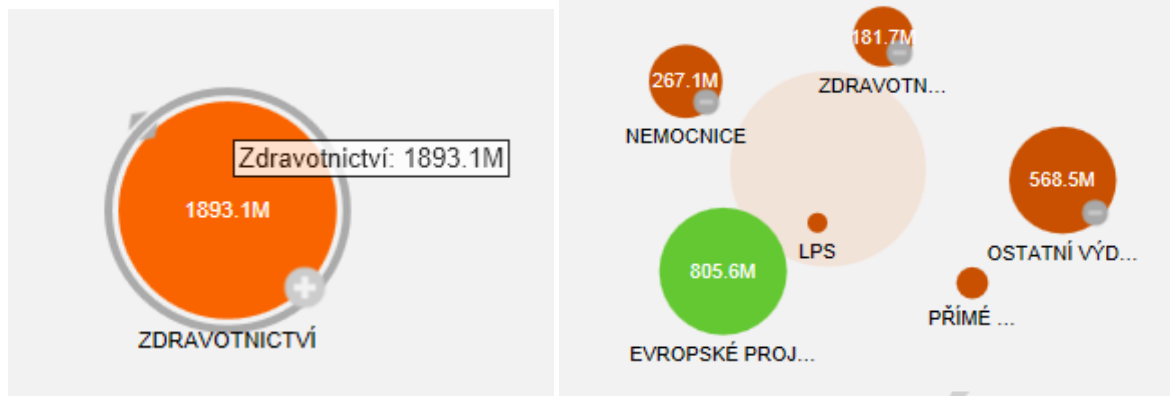 Zdravotnictví: 1893.1M
1893.1M
ZDRAVOTNICTVÍ
181.7M
ZDRAVOTN...
267.1M
NEMOCNICE
568.5M
OSTATNÍ VÝD...
LPS
805.6M
EVROPSKÉ PROJ...
PŘÍMÉ ...